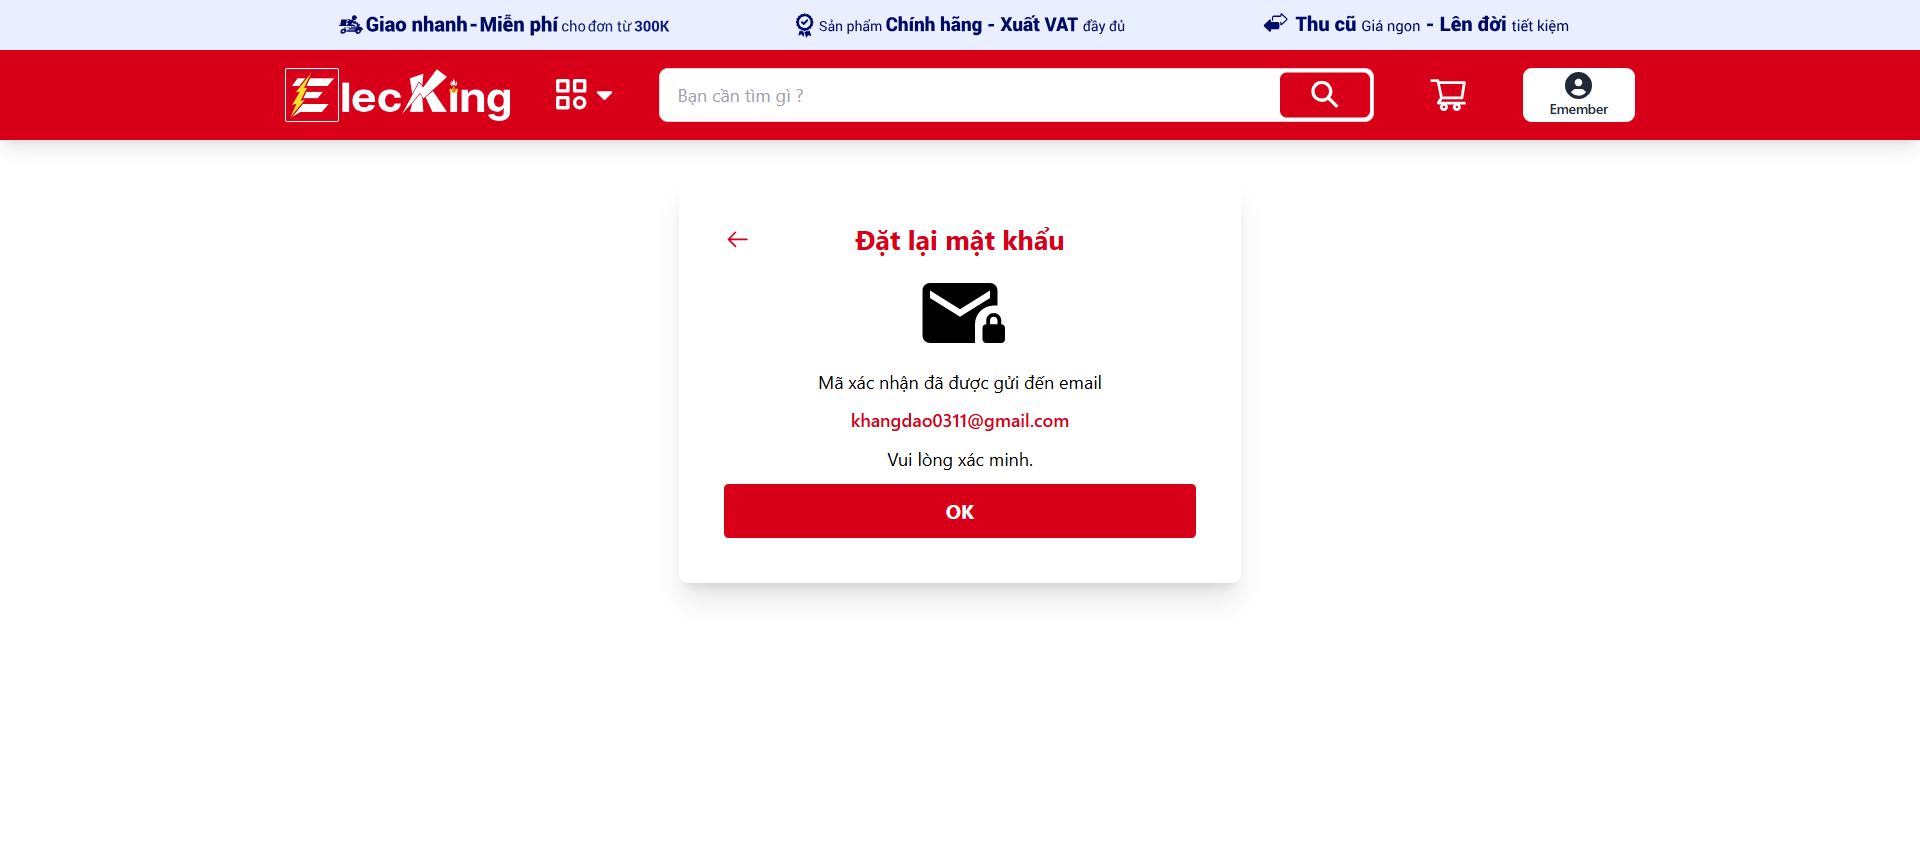 Giao nhanh - Miễn phí cho đơn từ 300K
Sản phẩm Chính hãng - Xuất VAT đầy đủ
Thu cũ Giá ngon - Lên đời tiết kiệm
ElecKing
Bạn cần tìm gì ?
Emember
Đặt lại mật khẩu
Mã xác nhận đã được gửi đến email
khangdao0311@gmail.com
Vui lòng xác minh.
OK